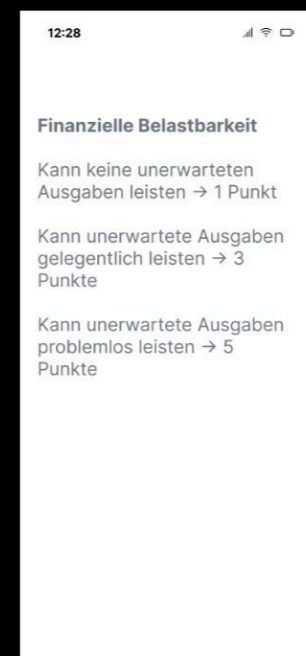 12:28
Finanzielle Belastbarkeit
Kann keine unerwarteten
Ausgaben leisten → 1 Punkt
Kann unerwartete Ausgaben
gelegentlich leisten → 3
Punkte
Kann unerwartete Ausgaben
problemlos leisten → 5
Punkte